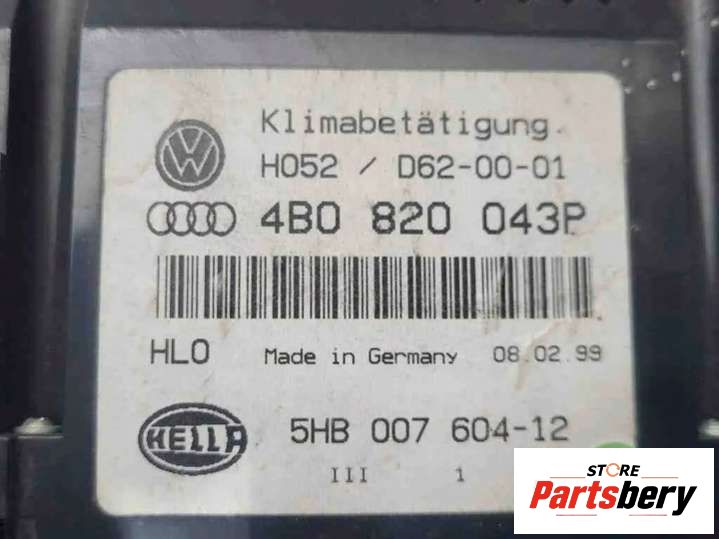 Klimabetätigung.
H052 / D62-00-01
4B0 820 043P
HLO Made in Germany 08.02.99
HELLA 5HB 007 604-12
III 1
STORE
Partsbery